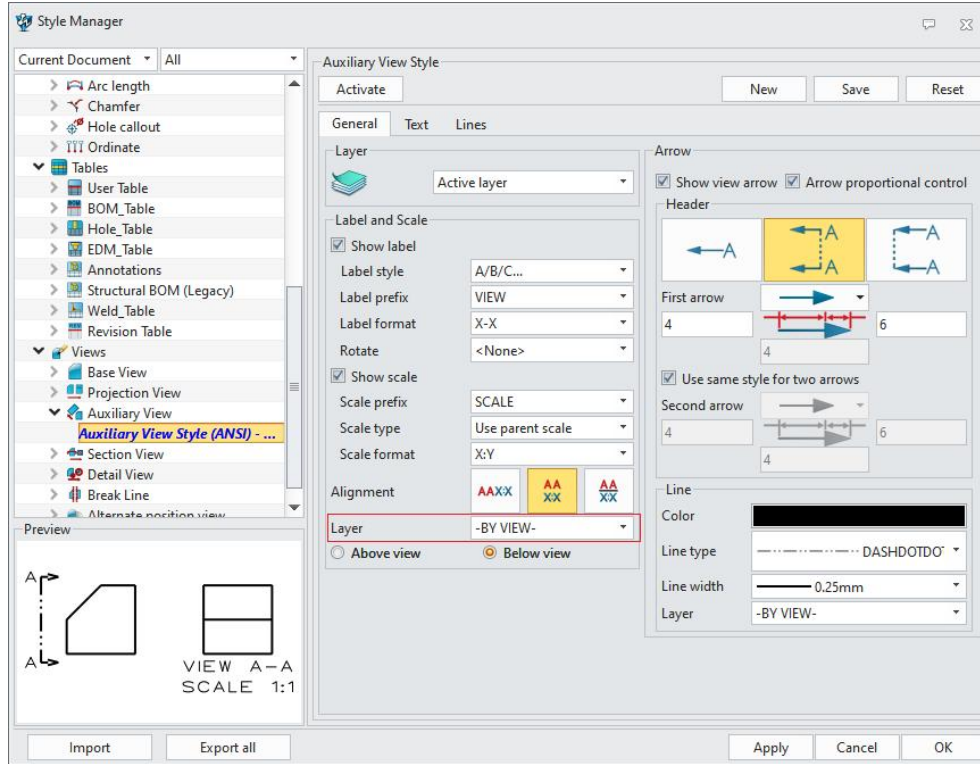 Style Manager
Current Document All
Arc length
Chamfer
Hole callout
Ordinate
Tables
User Table
BOM_Table
Hole_Table
EDM_Table
Annotations
Structural BOM (Legacy)
Weld_Table
Revision Table
Views
Base View
Projection View
Auxiliary View
Auxiliary View Style (ANSI) - ...
Section View
Detail View
Break Line
Alternate position view
Preview
A
A
VIEW A-A
SCALE 1:1
Import Export all
Auxiliary View Style
Activate New Save Reset
General Text Lines
Layer
Active layer
Label and Scale
Show label
Label style A/B/C...
Label prefix VIEW
Label format X-X
Rotate <None>
Show scale
Scale prefix SCALE
Scale type Use parent scale
Scale format X:Y
Alignment AAX:X AA X:X AA X:X
Layer -BY VIEW-
Above view Below view
Arrow
Show view arrow Arrow proportional control
Header
A A A A A
First arrow
4 6
4
Use same style for two arrows
Second arrow
4 6
4
Line
Color
Line type DASHDOTDOT
Line width 0.25mm
Layer -BY VIEW-
Apply Cancel OK